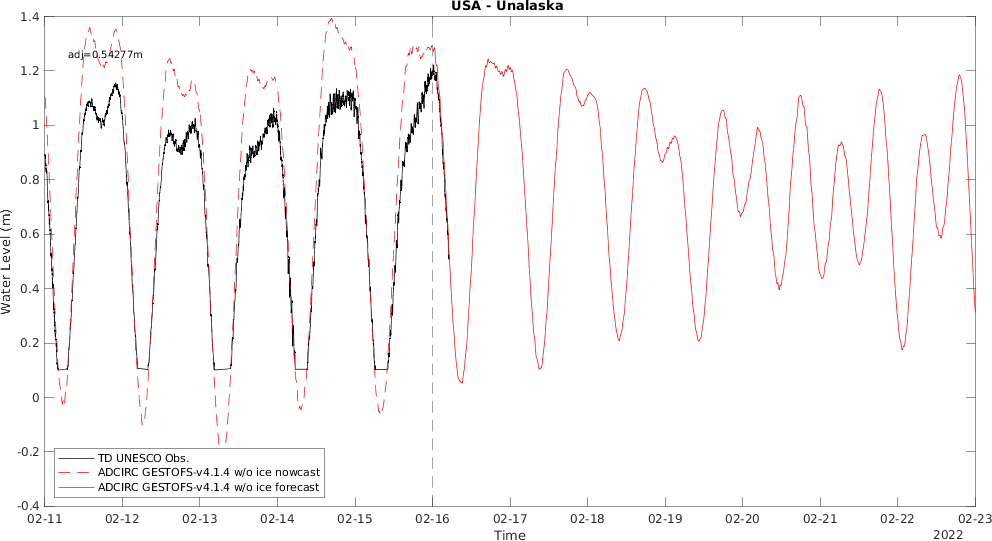 USA - Unalaska
adj=0.54277m
Water Level (m)
1.4
1.2
1
0.8
0.6
0.4
0.2
0
-0.2
-0.4
TD UNESCO Obs.
ADCIRC GESTOFS-v4.1.4 w/o ice nowcast
ADCIRC GESTOFS-v4.1.4 w/o ice forecast
02-11 02-12 02-13 02-14 02-15 02-16 02-17 02-18 02-19 02-20 02-21 02-22 02-23
Time
2022